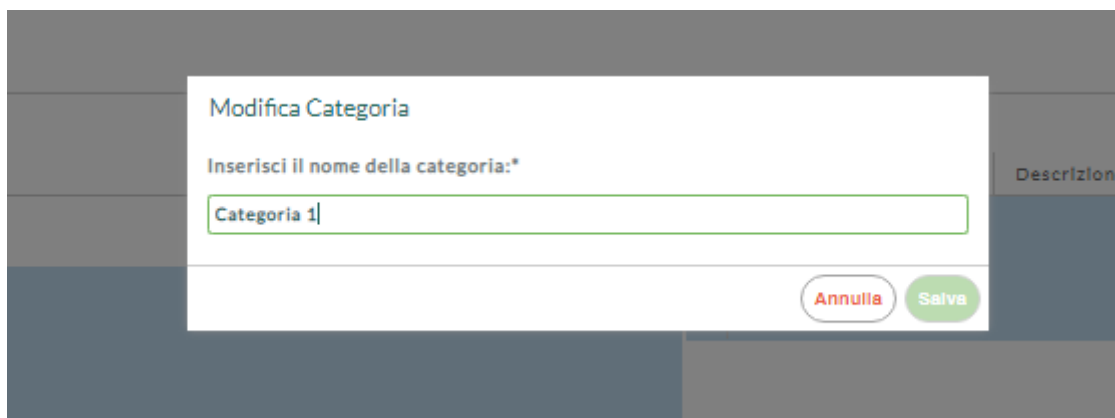 Modifica Categoria
Inserisci il nome della categoria:*
Descrizion
Categoria 1
Annulla
Salva